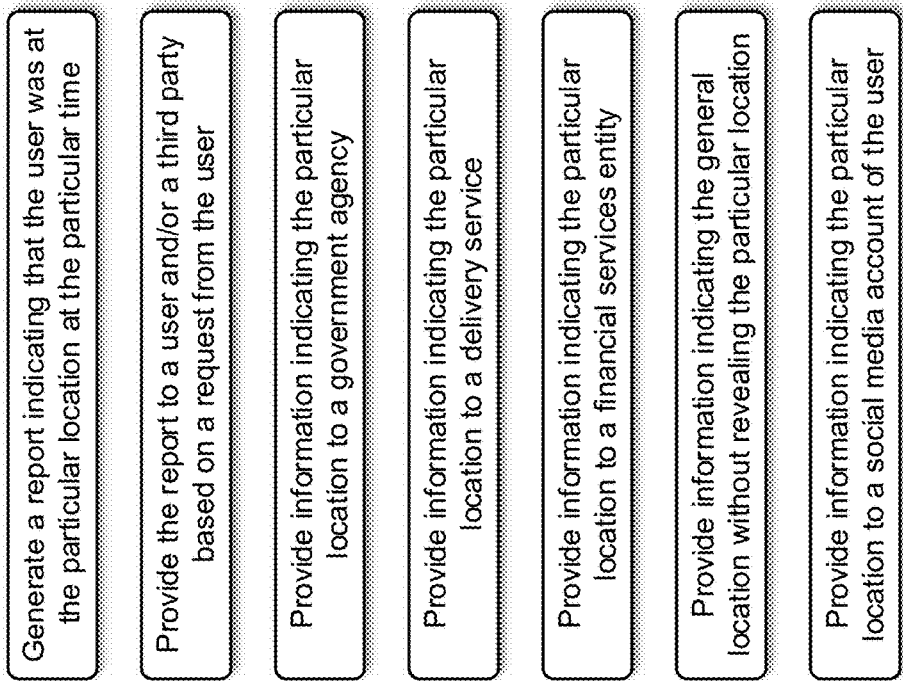 Generate a report indicating that the user was at
the particular location at the particular time
Provide the report to a user and/or a third party
based on a request from the user
Provide information indicating the particular
location to a government agency
Provide information indicating the particular
location to a delivery service
Provide information indicating the particular
location to a financial services entity
Provide information indicating the general
location without revealing the particular location
Provide information indicating the particular
location to a social media account of the user